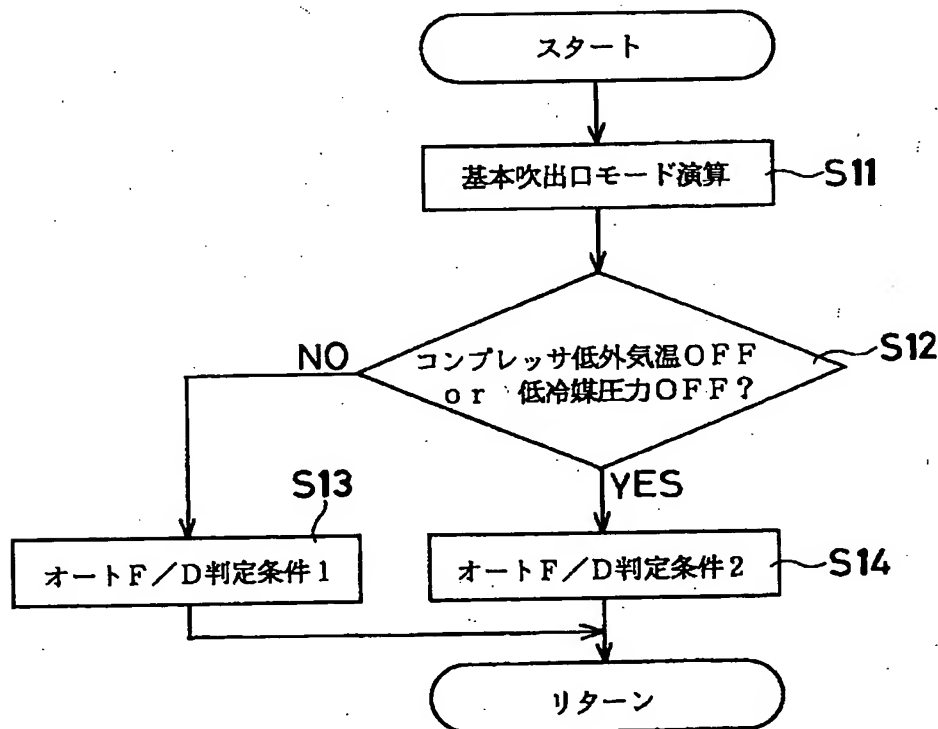 スタート
基本吹出口モード演算
S11
コンプレッサ低外気温OFF
or 低冷媒圧力OFF?
S12
NO
YES
S13
オートF/D判定条件1
オートF/D判定条件2
S14
リターン